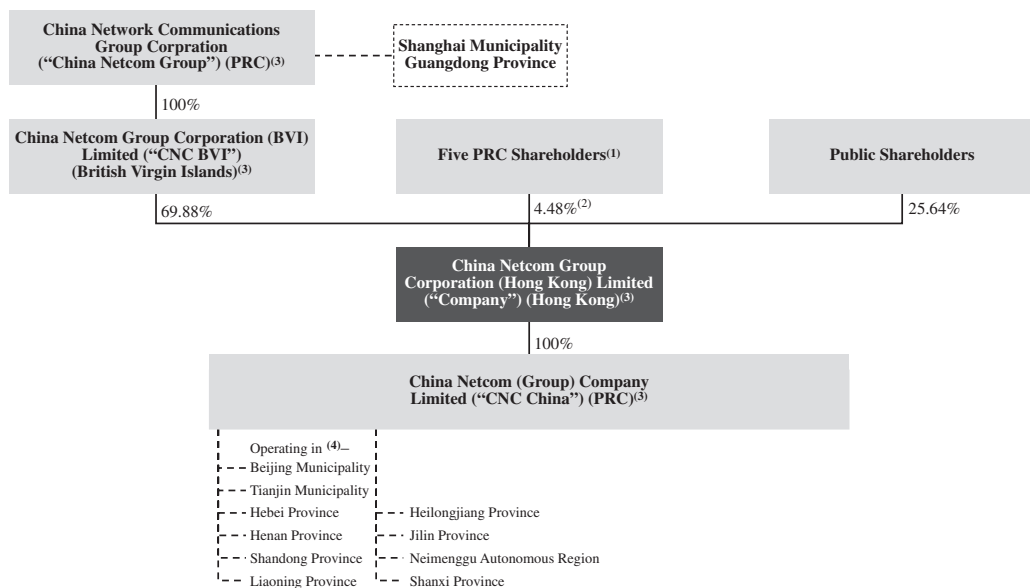 China Network Communications
Group Corpration
(“China Netcom Group”) (PRC)(3)
Shanghai Municipality
Guangdong Province
100%
China Netcom Group Corporation (BVI)
Limited (“CNC BVI”)
(British Virgin Islands)(3)
Five PRC Shareholders(1)
Public Shareholders
69.88%
4.48%(2)
25.64%
China Netcom Group
Corporation (Hong Kong) Limited
(“Company”) (Hong Kong)(3)
100%
China Netcom (Group) Company
Limited (“CNC China”) (PRC)(3)
Operating in (4)–
Beijing Municipality
Tianjin Municipality
Hebei Province
Henan Province
Shandong Province
Liaoning Province
Heilongjiang Province
Jilin Province
Neimenggu Autonomous Region
Shanxi Province